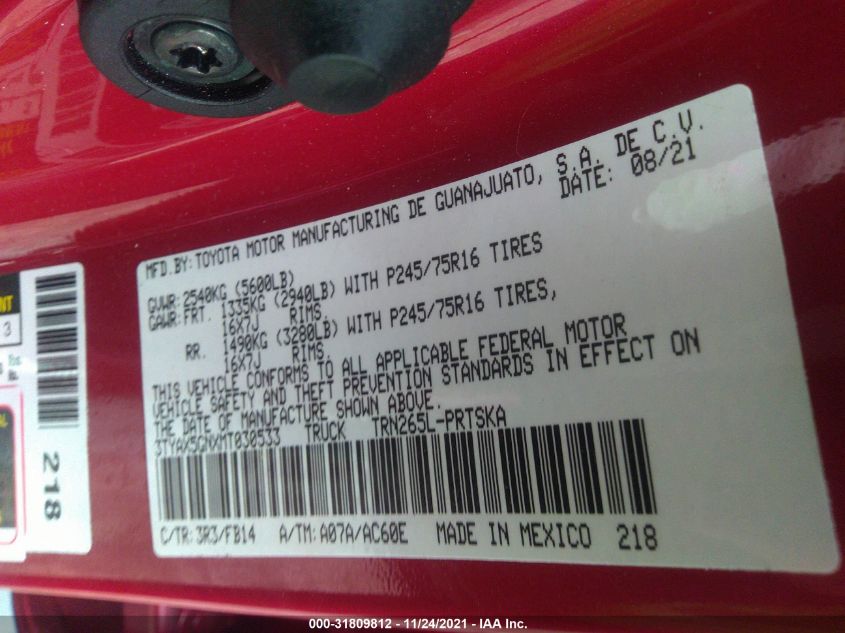 MFD.BY: TOYOTA MOTOR MANUFACTURING DE GUANAJUATO, S.A. DE C.V.
DATE: 08/21
GVWR: 2540KG (5600LB)
GAWR: FRT. 1335KG (2940LB) WITH P245/75R16 TIRES
16X7J RIMS.
RR. 1490KG (3280LB) WITH P245/75R16 TIRES,
16X7J RIMS.
THIS VEHICLE CONFORMS TO ALL APPLICABLE FEDERAL MOTOR
VEHICLE SAFETY AND THEFT PREVENTION STANDARDS IN EFFECT ON
THE DATE OF MANUFACTURE SHOWN ABOVE.
3TYAX5GNXMT030533 TRUCK TRN265L-PRTSKA
C/TR: 3R3/FB14 A/TM: A07A/AC60E MADE IN MEXICO 218
218
3
000-31809812 - 11/24/2021 - IAA, Inc.